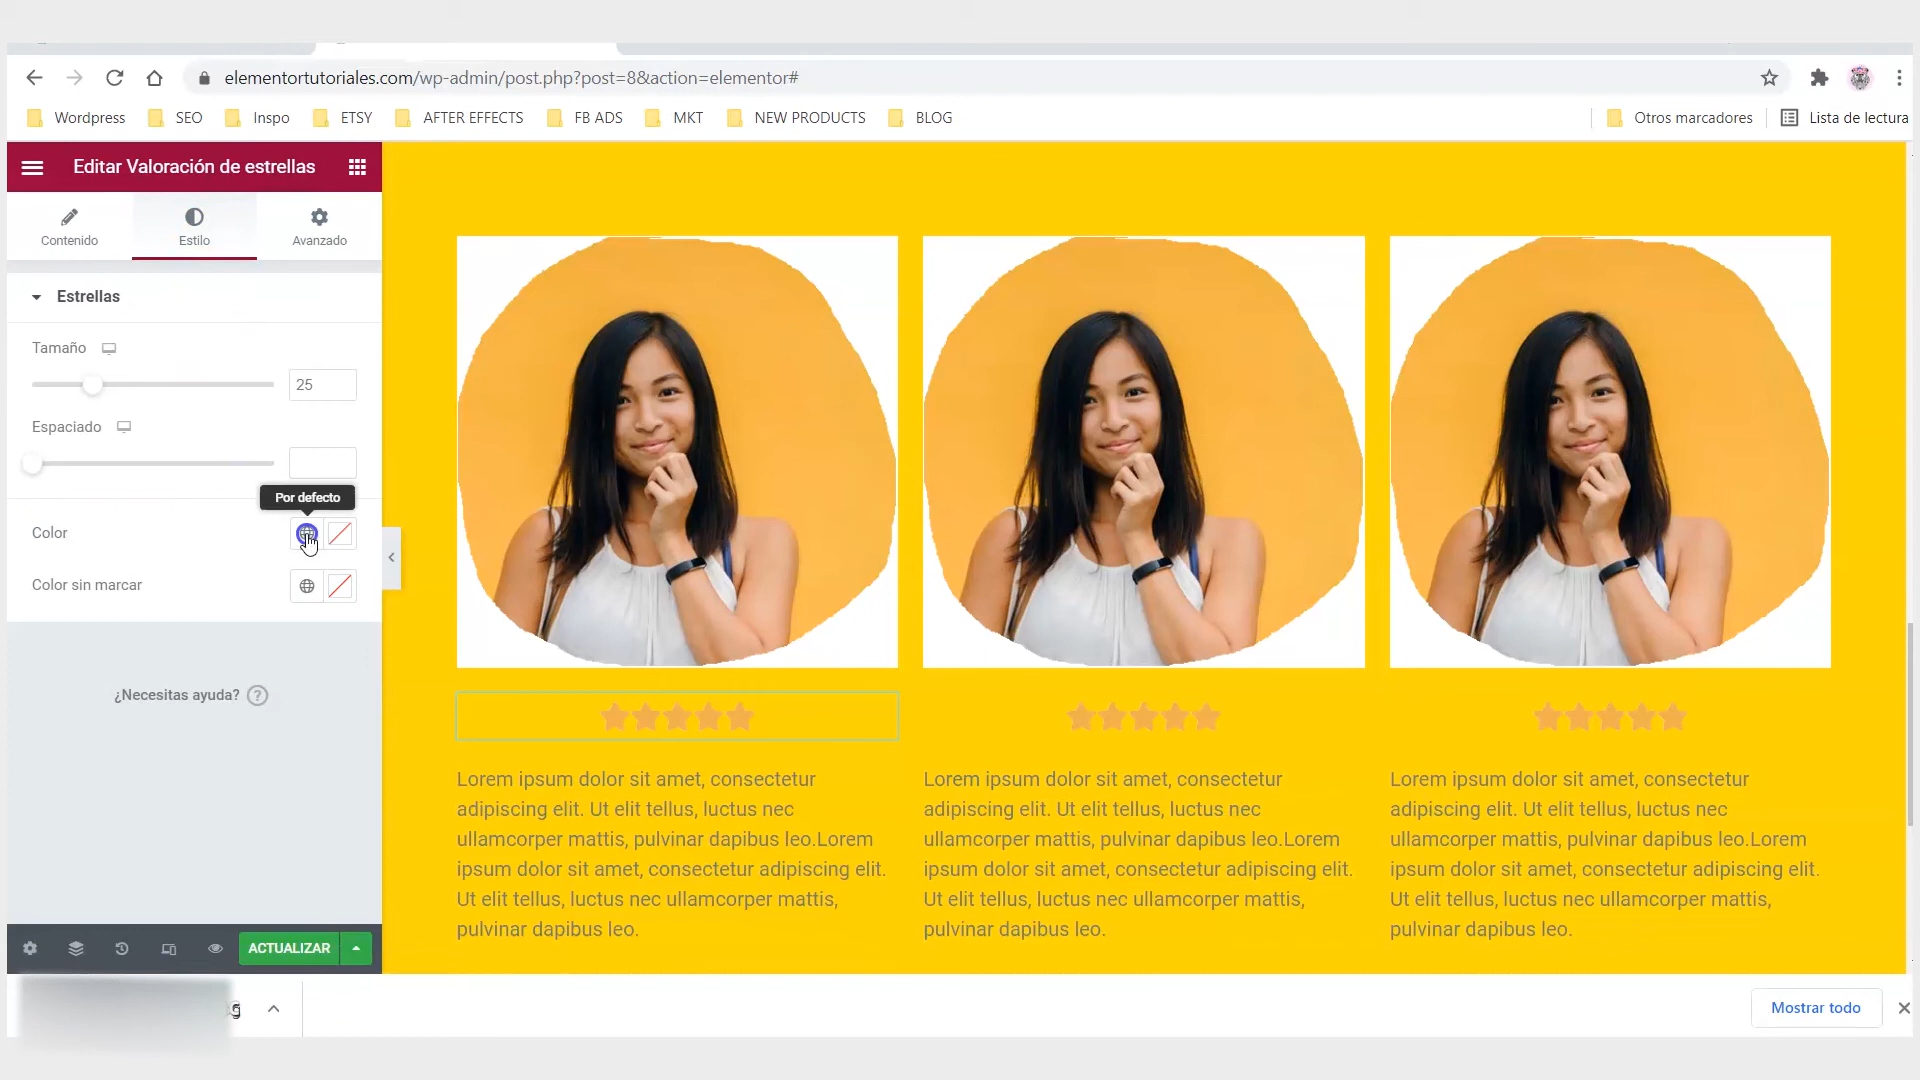 elementortutoriales.com/wp-admin/post.php?post=8&action=elementor#
Wordpress SEO Inspo ETSY AFTER EFFECTS FB ADS MKT NEW PRODUCTS BLOG Otros marcadores Lista de lectura
Editar Valoración de estrellas
Contenido Estilo Avanzado
Estrellas
Tamaño
25
Espaciado
Por defecto
Color
Color sin marcar
¿Necesitas ayuda? ?
ACTUALIZAR
Lorem ipsum dolor sit amet, consectetur
adipiscing elit. Ut elit tellus, luctus nec
ullamcorper mattis, pulvinar dapibus leo.Lorem
ipsum dolor sit amet, consectetur adipiscing elit.
Ut elit tellus, luctus nec ullamcorper mattis,
pulvinar dapibus leo.
Lorem ipsum dolor sit amet, consectetur
adipiscing elit. Ut elit tellus, luctus nec
ullamcorper mattis, pulvinar dapibus leo.Lorem
ipsum dolor sit amet, consectetur adipiscing elit.
Ut elit tellus, luctus nec ullamcorper mattis,
pulvinar dapibus leo.
Lorem ipsum dolor sit amet, consectetur
adipiscing elit. Ut elit tellus, luctus nec
ullamcorper mattis, pulvinar dapibus leo.Lorem
ipsum dolor sit amet, consectetur adipiscing elit.
Ut elit tellus, luctus nec ullamcorper mattis,
pulvinar dapibus leo.
Mostrar todo